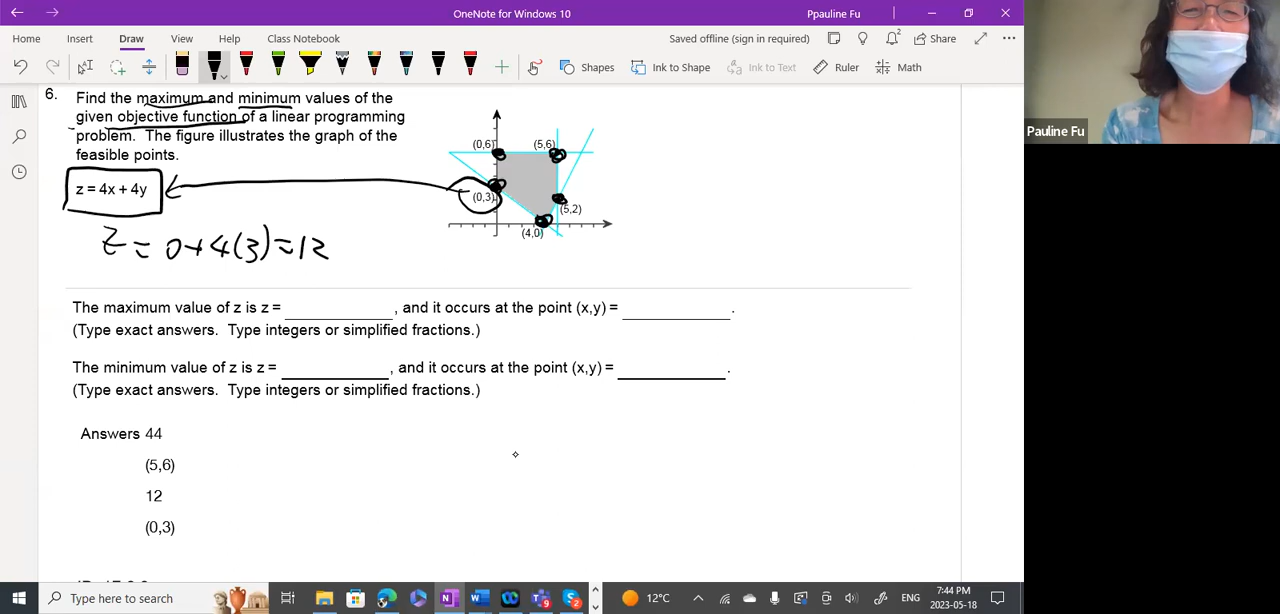 OneNote for Windows 10
Ppauline Fu
Home Insert Draw View Help Class Notebook
Saved offline (sign in required) Share
Shapes Ink to Shape Ink to Text Ruler Math
6. Find the maximum and minimum values of the
given objective function of a linear programming
problem. The figure illustrates the graph of the
feasible points.
z = 4x + 4y
(0,6) (5,6)
(0,3)
(5,2)
(4,0)
z = 0+4(3)=12
The maximum value of z is z = ____________, and it occurs at the point (x,y) = ____________.
(Type exact answers. Type integers or simplified fractions.)
The minimum value of z is z = ____________, and it occurs at the point (x,y) = ____________.
(Type exact answers. Type integers or simplified fractions.)
Answers 44
(5,6)
12
(0,3)
Pauline Fu
Type here to search
12°C
ENG
7:44 PM
2023-05-18